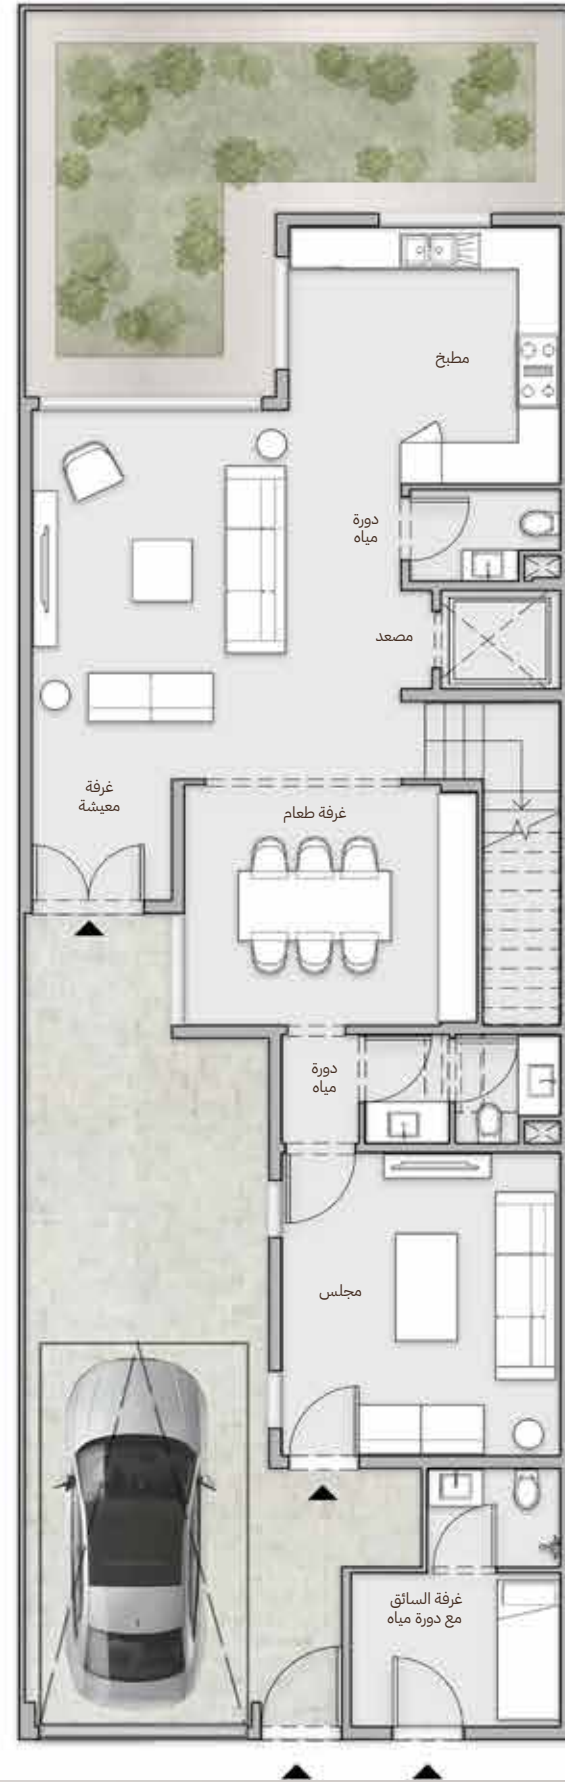 مطبخ
دورة
مياه
مصعد
غرفة
معيشة
غرفة طعام
دورة
مياه
مجلس
غرفة السائق
مع دورة مياه